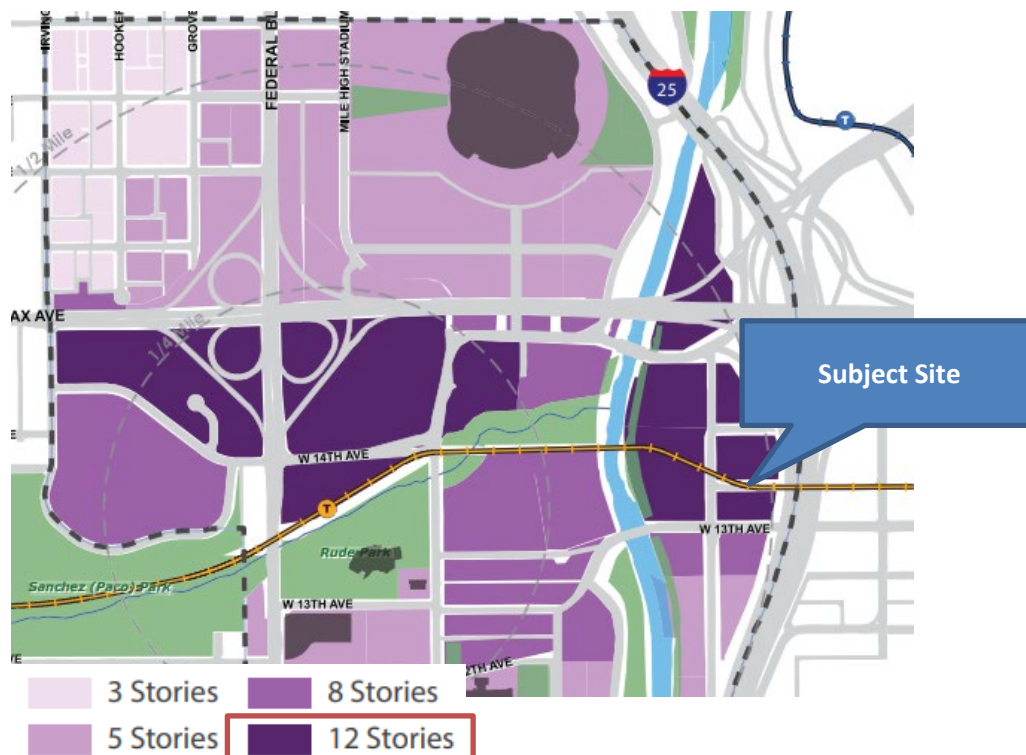 IRVING
HOOKER
GROVE
FEDERAL BL
MILE HIGH STADIUM
25
T
1/2 Mile
AX AVE
1/4 Mile
Subject Site
W 14TH AVE
T
W 13TH AVE
Rude Park
Sanchez (Paco) Park
W 13TH AVE
2TH AVE
3 Stories
8 Stories
5 Stories
12 Stories